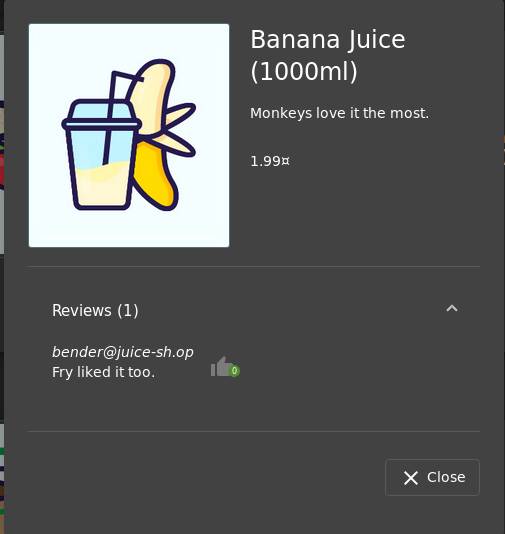 Banana Juice
(1000ml)
Monkeys love it the most.
1.99¤
Reviews (1)
bender@juice-sh.op
Fry liked it too.
0
Close